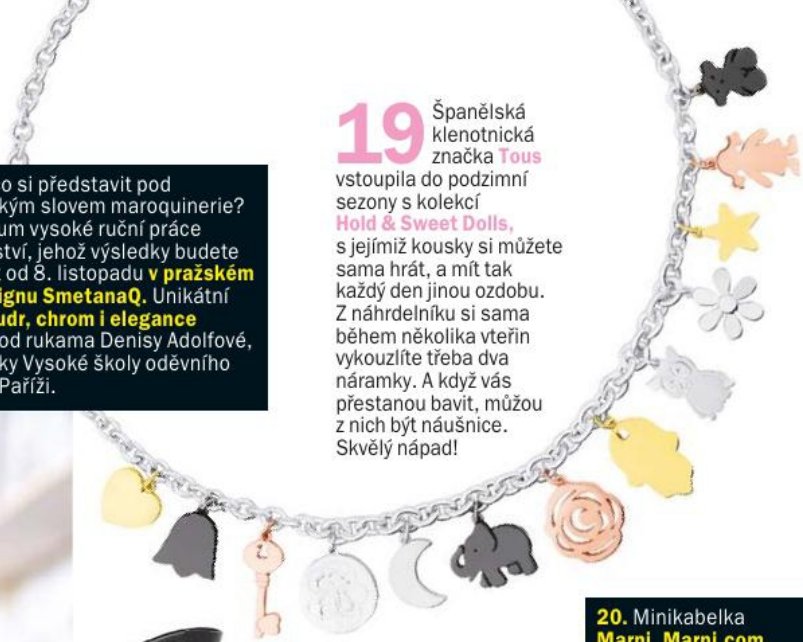 o si představit pod
kým slovem maroquinerie?
um vysoké ruční práce
ství, jehož výsledky budete
od 8. listopadu v pražském
ignu SmetanaQ. Unikátní
udr, chrom i elegance
od rukama Denisy Adolfové,
ky Vysoké školy oděvního
Paříži.
19 Španělská
klenotnická
značka Tous
vstoupila do podzimní
sezony s kolekcí
Hold & Sweet Dolls,
s jejímiž kousky si můžete
sama hrát, a mít tak
každý den jinou ozdobu.
Z náhrdelníku si sama
během několika vteřin
vykouzlíte třeba dva
náramky. A když vás
přestanou bavit, můžou
z nich být náušnice.
Skvělý nápad!
20. Minikabelka
Marni, Marni.com